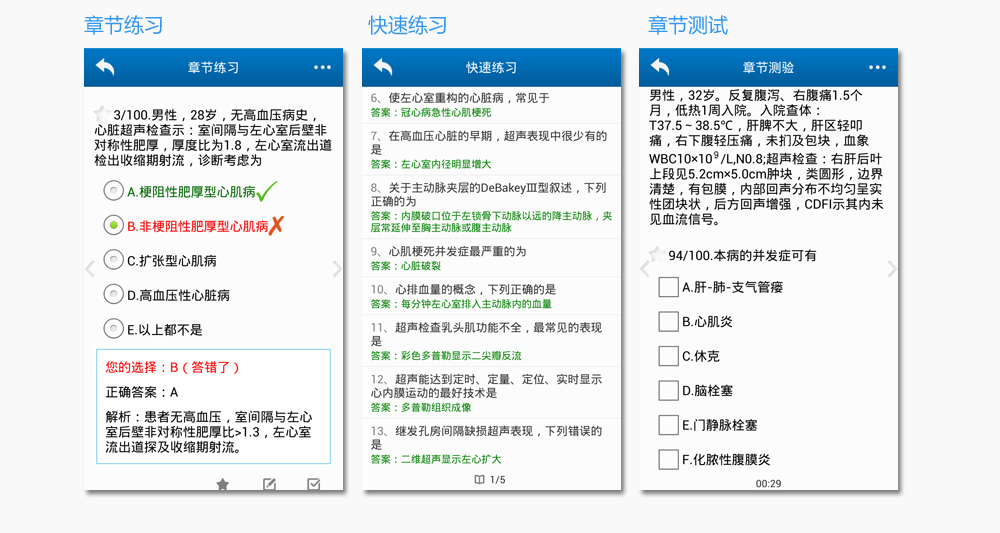 章节练习
快速练习
章节测试
章节练习
3/100.男性，28岁，无高血压病史，
心脏超声检查示：室间隔与左心室后壁非
对称性肥厚，厚度比为1.8，左心室流出道
检出收缩期射流，诊断考虑为
A.梗阻性肥厚型心肌病
B.非梗阻性肥厚型心肌病
C.扩张型心肌病
D.高血压性心脏病
E.以上都不是
您的选择：B（答错了）
正确答案：A
解析：患者无高血压，室间隔与左心
室后壁非对称性肥厚比>1.3，左心室
流出道探及收缩期射流。
快速练习
6、使左心室重构的心脏病，常见于
答案：冠心病急性心肌梗死
7、在高血压心脏的早期，超声表现中很少有的
是
答案：左心室内径明显增大
8、关于主动脉夹层的DeBakeyⅢ型叙述，下列
正确的为
答案：内膜破口位于左锁骨下动脉以远的降主动脉，夹
层常延伸至胸主动脉或腹主动脉
9、心肌梗死并发症最严重的为
答案：心脏破裂
10、心排血量的概念，下列正确的是
答案：每分钟左心室排入主动脉内的血量
11、超声检查乳头肌功能不全，最常见的表现
是
答案：彩色多普勒显示二尖瓣反流
12、超声能达到定时、定量、定位、实时显示
心内膜运动的最好技术是
答案：多普勒组织成像
13、继发孔房间隔缺损超声表现，下列错误的
是
答案：二维超声显示左心扩大
1/5
章节测验
男性，32岁。反复腹泻、右腹痛1.5个
月，低热1周入院。入院查体：
T37.5～38.5℃，肝脾不大，肝区轻叩
痛，右下腹轻压痛，未扪及包块，血象
WBC10×10⁹/L,N0.8;超声检查：右肝后叶
上段见5.2cm×5.0cm肿块，类圆形，边界
清楚，有包膜，内部回声分布不均匀呈实
性团块状，后方回声增强，CDFI示其内未
见血流信号。
94/100.本病的并发症可有
A.肝-肺-支气管瘘
B.心肌炎
C.休克
D.脑栓塞
E.门静脉栓塞
F.化脓性腹膜炎
00:29